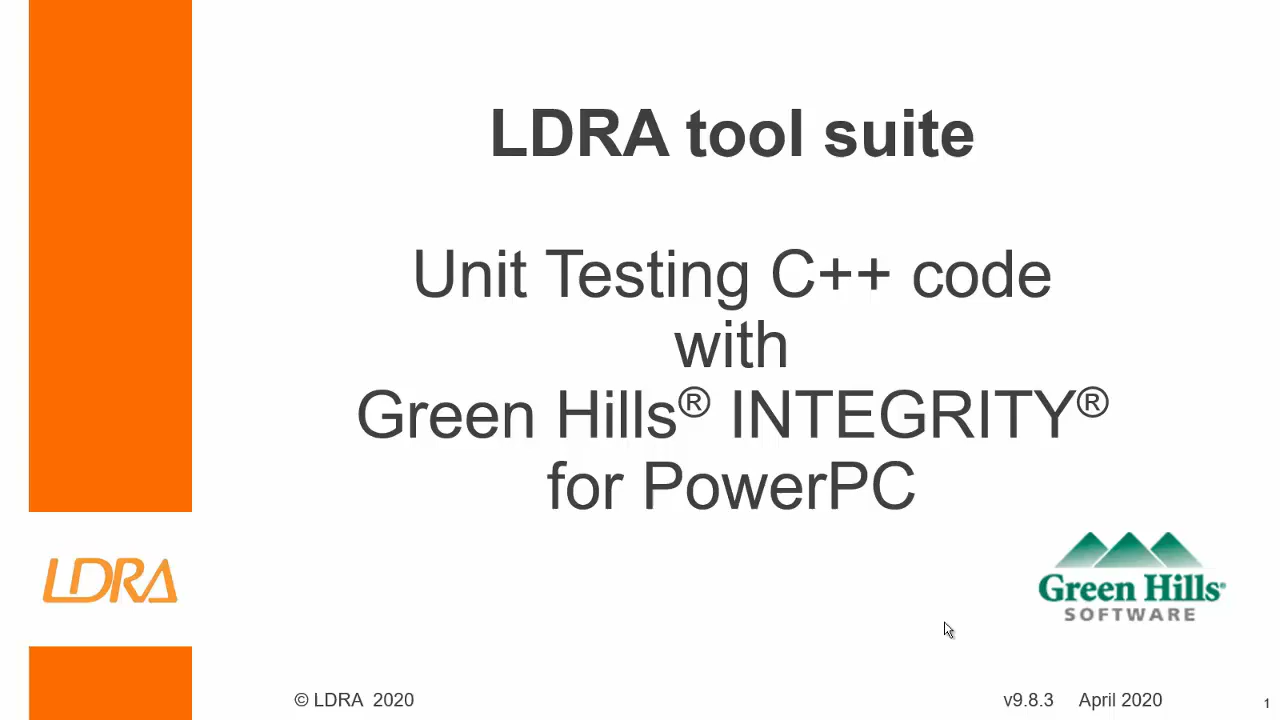 LDRA tool suite
Unit Testing C++ code
with
Green Hills® INTEGRITY®
for PowerPC
LDRA
Green Hills®
SOFTWARE
© LDRA 2020
v9.8.3 April 2020
1